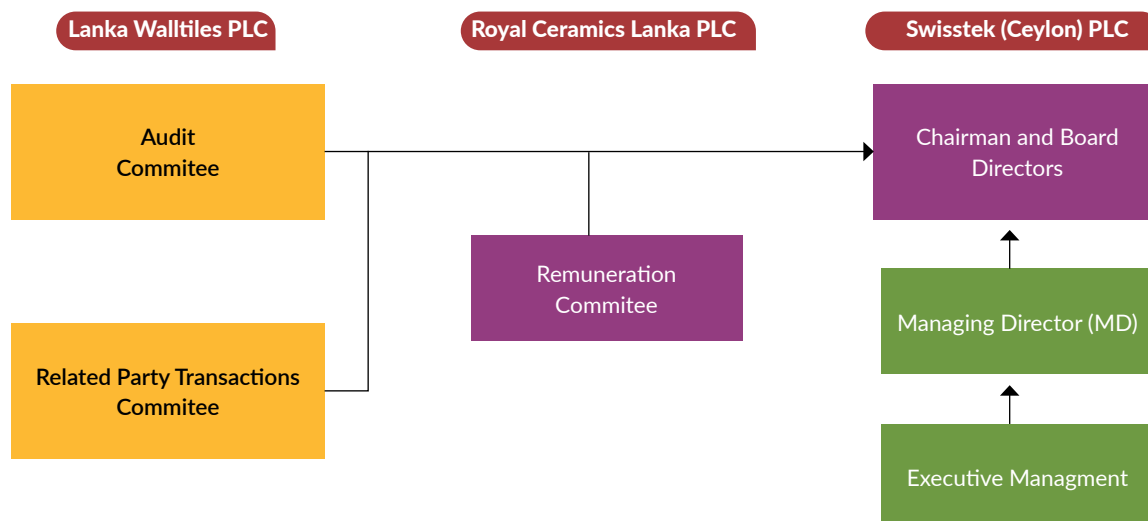 Lanka Walltiles PLC
Royal Ceramics Lanka PLC
Swisstek (Ceylon) PLC
Audit
Commitee
Chairman and Board
Directors
Remuneration
Commitee
Managing Director (MD)
Related Party Transactions
Commitee
Executive Managment